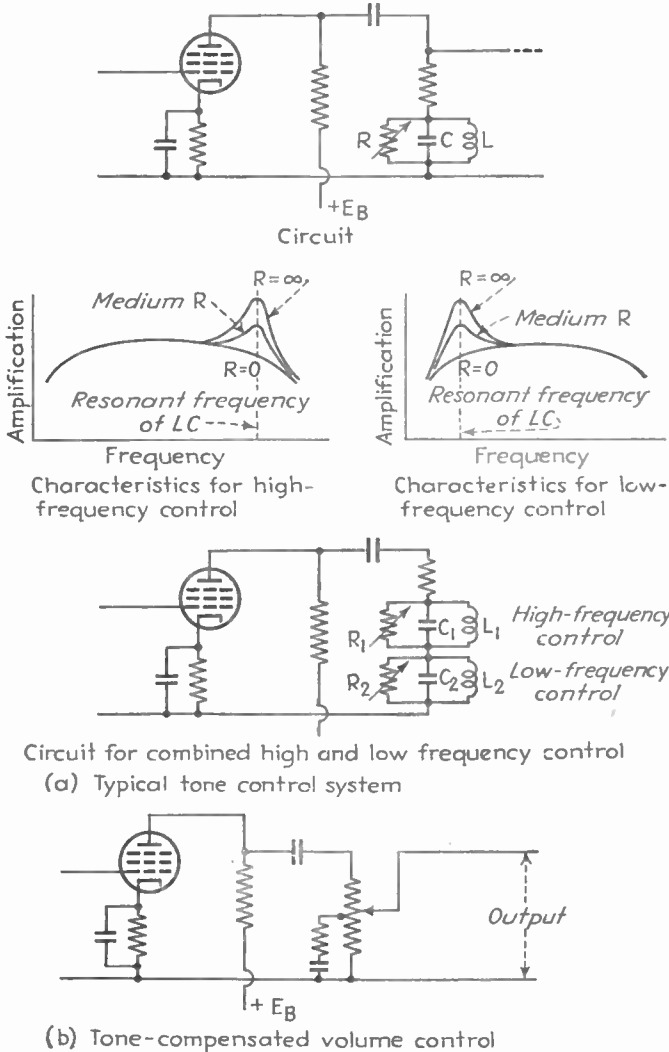 R
C
L
+E_B
Circuit
R=∞
Medium R
R=0
Resonant frequency
of LC
Amplification
Frequency
Characteristics for high-
frequency control
R=∞
Medium R
R=0
Resonant frequency
of LC
Amplification
Frequency
Characteristics for low-
frequency control
R₁
C₁
L₁
High-frequency
control
R₂
C₂
L₂
Low-frequency
control
Circuit for combined high and low frequency control
(a) Typical tone control system
Output
+ E_B
(b) Tone-compensated volume control